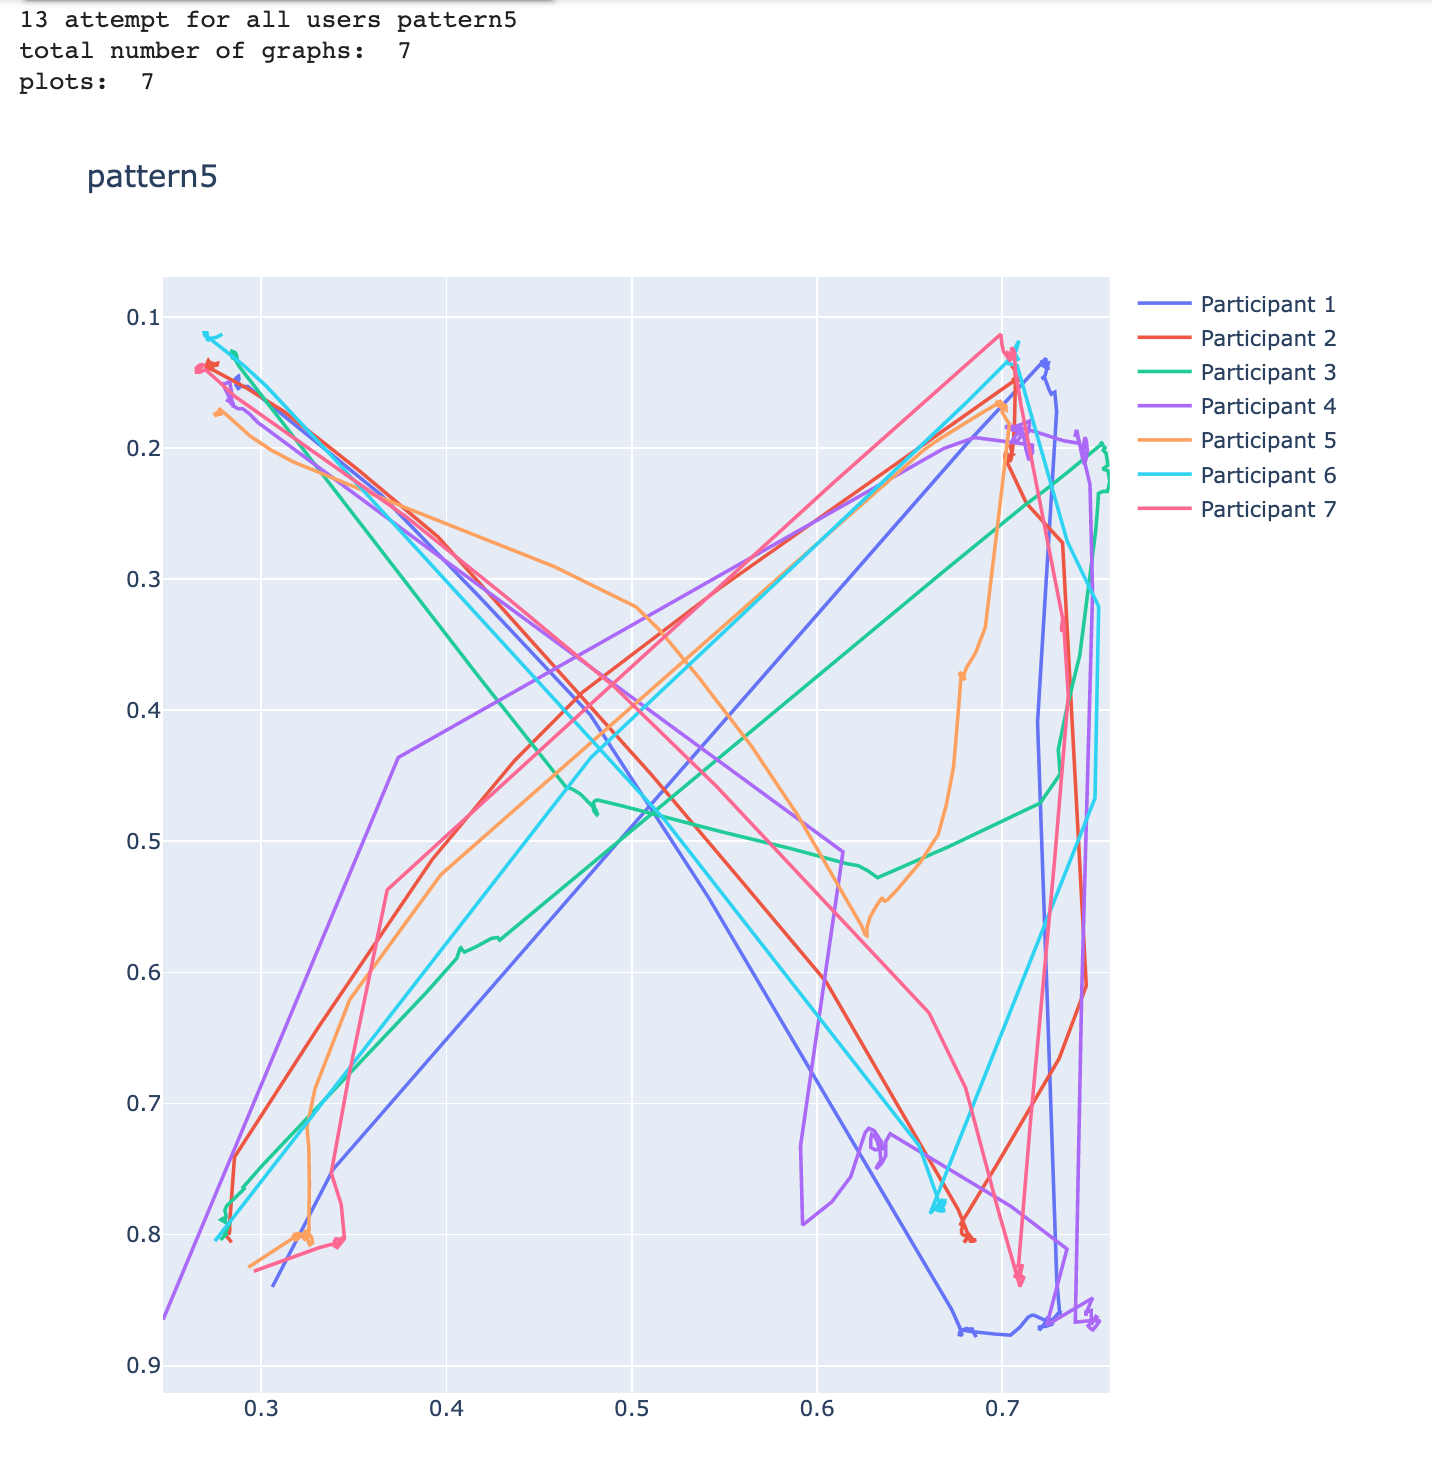 13 attempt for all users pattern5
total number of graphs:  7
plots:  7
pattern5
0.1
0.2
0.3
0.4
0.5
0.6
0.7
0.8
0.9
0.3
0.4
0.5
0.6
0.7
Participant 1
Participant 2
Participant 3
Participant 4
Participant 5
Participant 6
Participant 7